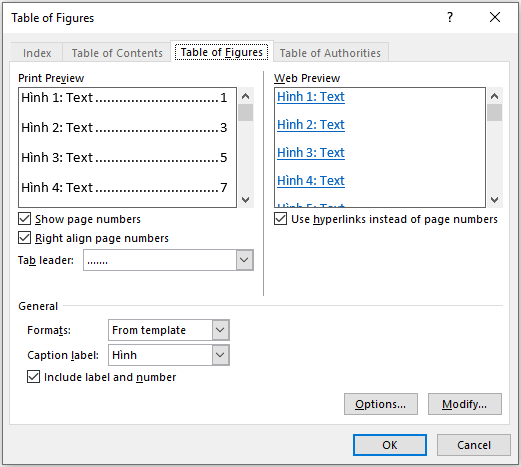 Table of Figures
Index
Table of Contents
Table of Figures
Table of Authorities
Print Preview
Hình 1: Text...............................1
Hình 2: Text...............................3
Hình 3: Text...............................5
Hình 4: Text...............................7
Show page numbers
Right align page numbers
Tab leader: .......
Web Preview
Hình 1: Text
Hình 2: Text
Hình 3: Text
Hình 4: Text
Hình 5: Text
Use hyperlinks instead of page numbers
General
Formats: From template
Caption label: Hình
Include label and number
Options...
Modify...
OK
Cancel